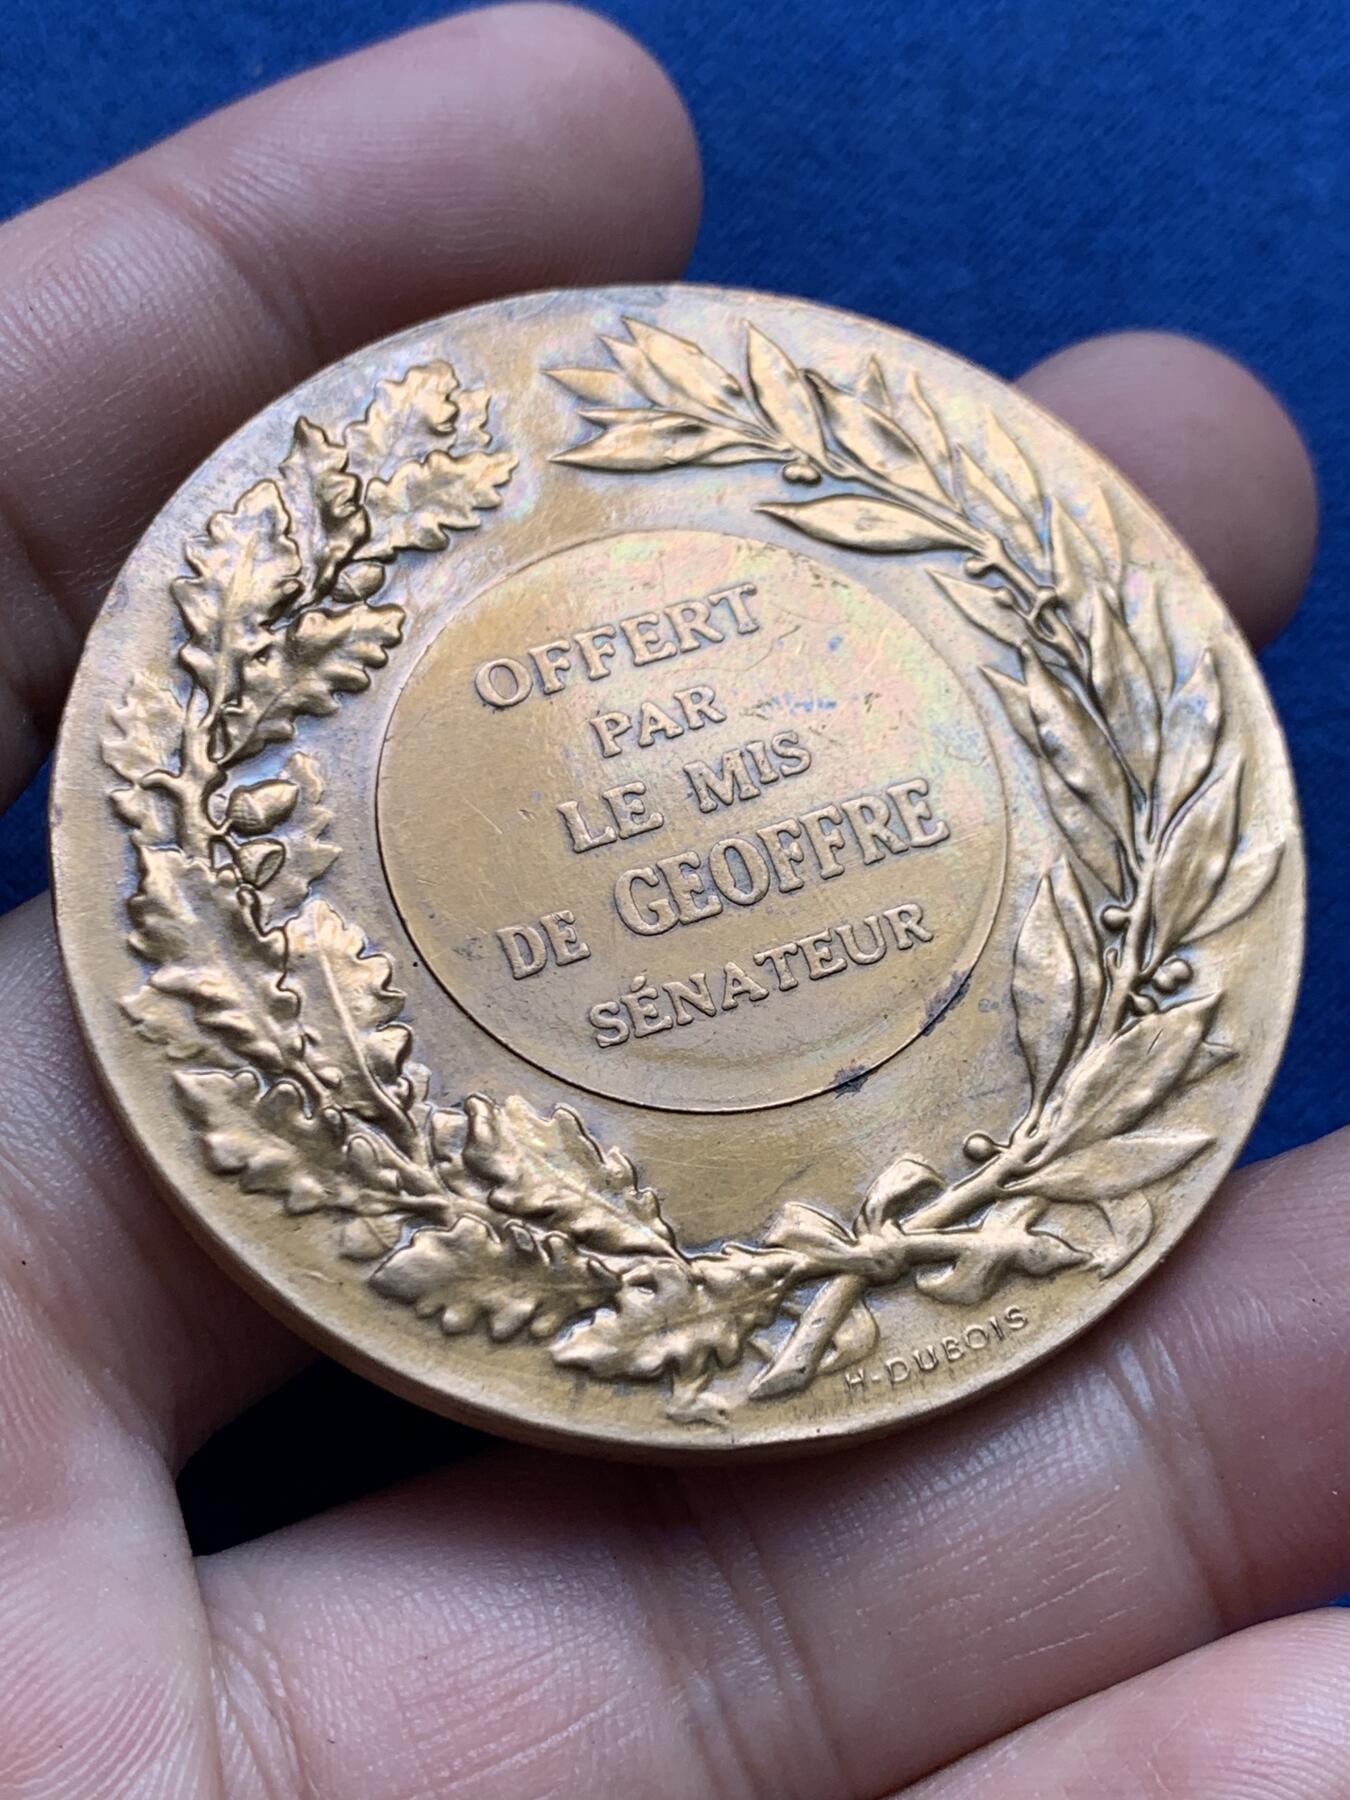 OFFERT
PAR
LE MIS
DE GEOFFRE
SÉNATEUR
H·DUBOIS